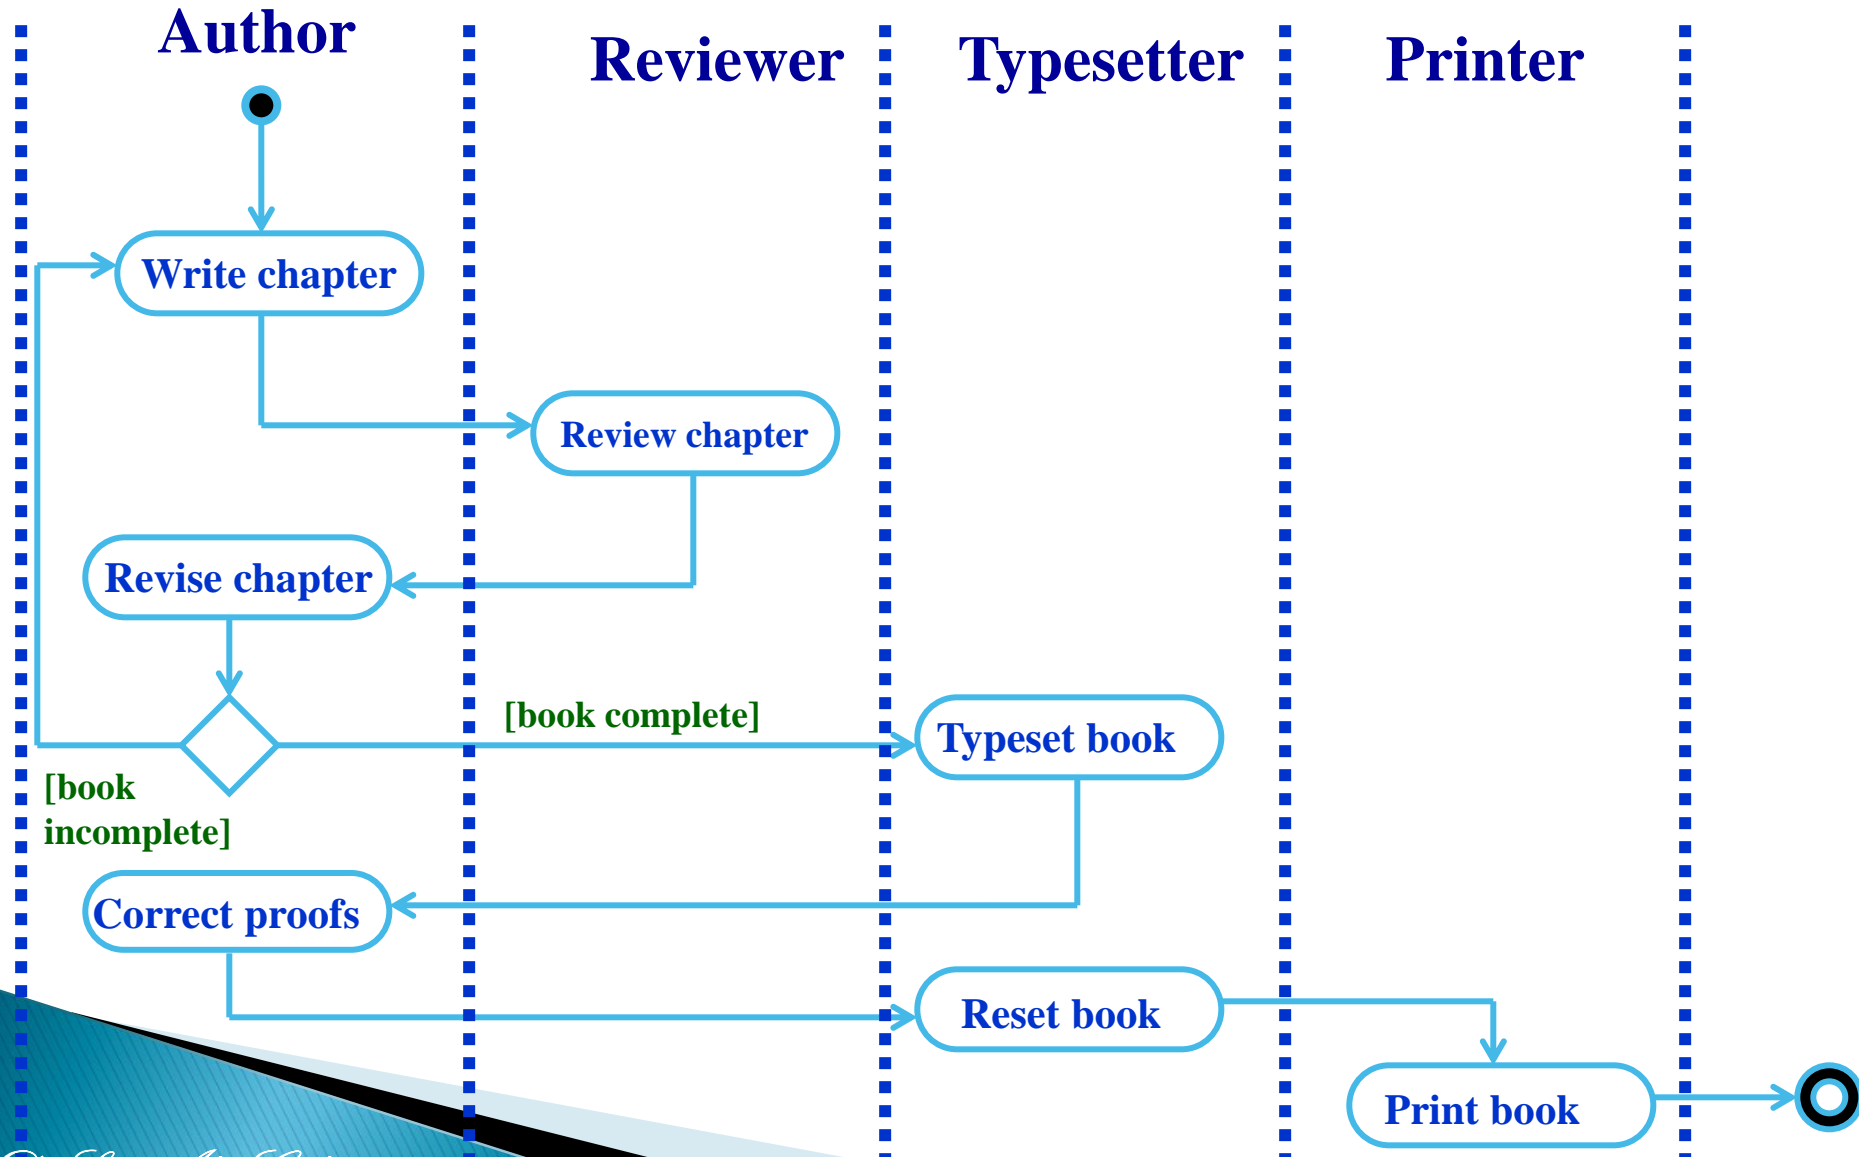 Author
Reviewer
Typesetter
Printer
Write chapter
Review chapter
Revise chapter
[book complete]
Typeset book
[book
incomplete]
Correct proofs
Reset book
Print book